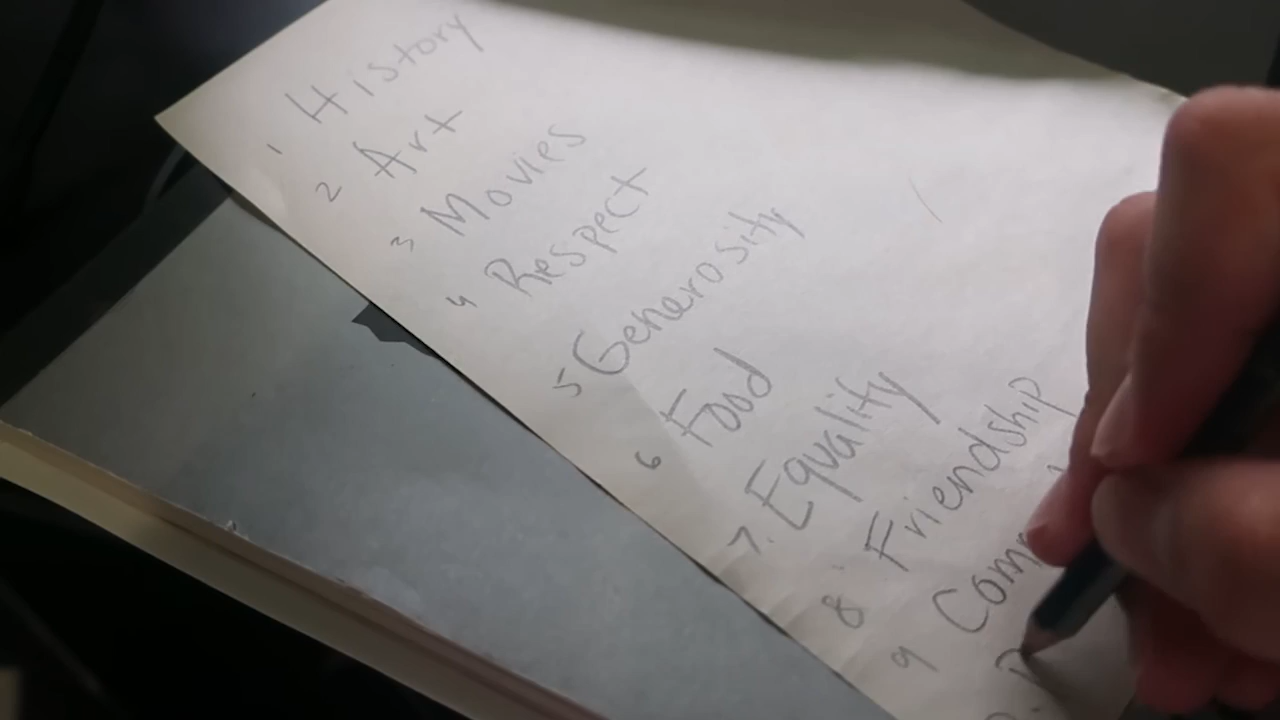 1 History
2 Art
3 Movies
4 Respect
5 Generosity
6 Food
7. Equality
8 Friendship
9